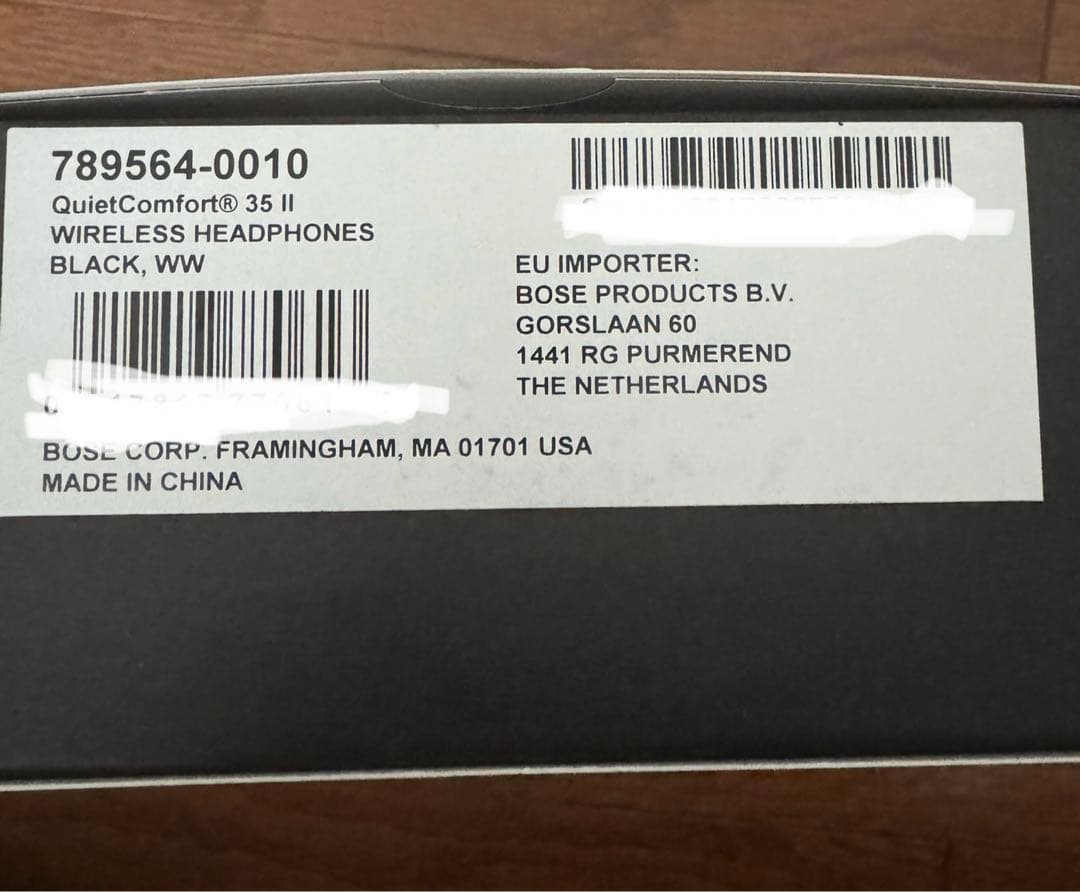 789564-0010
QuietComfort® 35 II
WIRELESS HEADPHONES
BLACK, WW
EU IMPORTER:
BOSE PRODUCTS B.V.
GORSLAAN 60
1441 RG PURMEREND
THE NETHERLANDS
BOSE CORP. FRAMINGHAM, MA 01701 USA
MADE IN CHINA